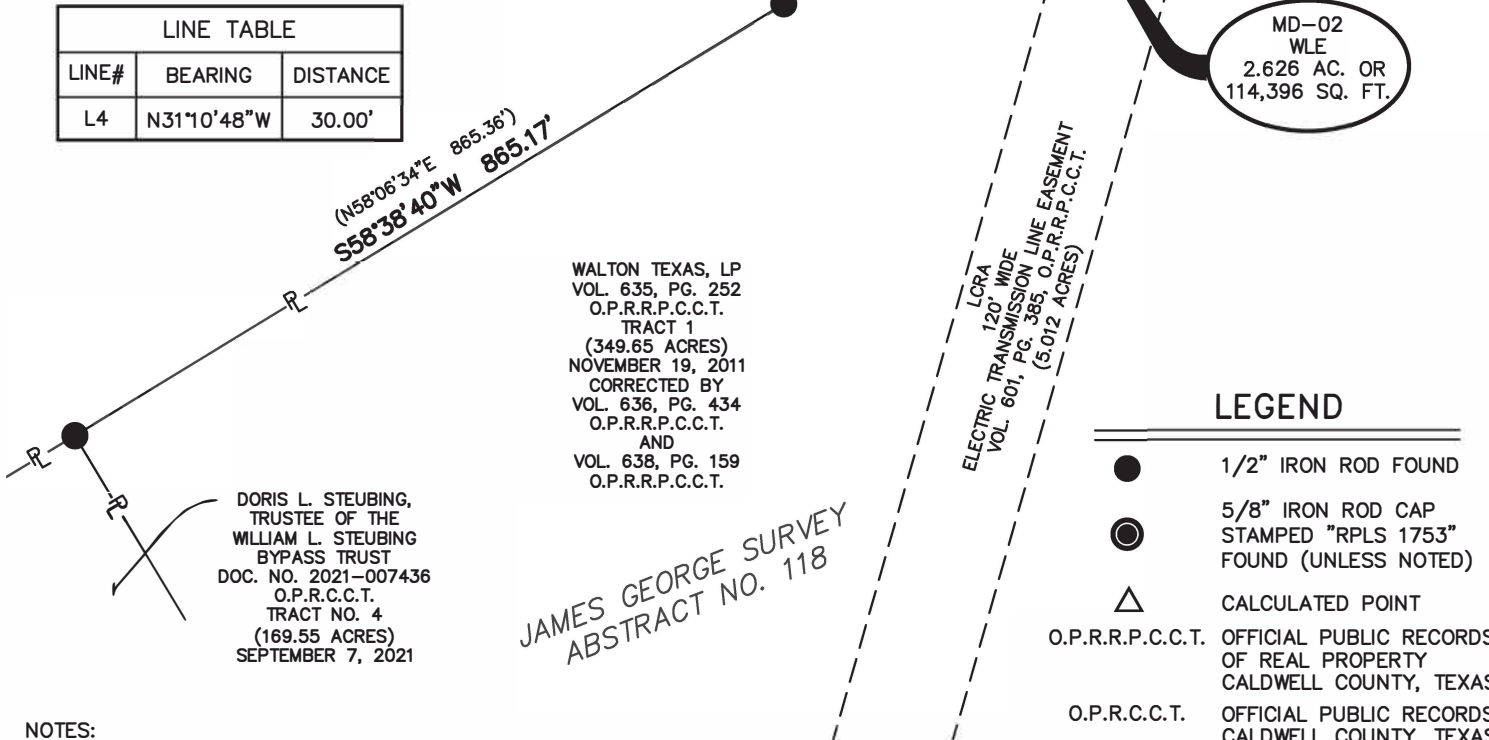 LINE TABLE
LINE# BEARING DISTANCE
L4 N31°10'48"W 30.00'
(N58°06'34"E 865.36')
S58°38'40"W 865.17'
MD-02
WLE
2.626 AC. OR
114,396 SQ. FT.
LCRA
120' WIDE
ELECTRIC TRANSMISSION LINE EASEMENT
VOL. 601, PG. 385, O.P.R.R.P.C.C.T.
(5.012 ACRES)
WALTON TEXAS, LP
VOL. 635, PG. 252
O.P.R.R.P.C.C.T.
TRACT 1
(349.65 ACRES)
NOVEMBER 19, 2011
CORRECTED BY
VOL. 636, PG. 434
O.P.R.R.P.C.C.T.
AND
VOL. 638, PG. 159
O.P.R.R.P.C.C.T.
PL
PL
PL
DORIS L. STEUBING,
TRUSTEE OF THE
WILLIAM L. STEUBING
BYPASS TRUST
DOC. NO. 2021-007436
O.P.R.C.C.T.
TRACT NO. 4
(169.55 ACRES)
SEPTEMBER 7, 2021
JAMES GEORGE SURVEY
ABSTRACT NO. 118
LEGEND
1/2" IRON ROD FOUND
5/8" IRON ROD CAP
STAMPED "RPLS 1753"
FOUND (UNLESS NOTED)
CALCULATED POINT
O.P.R.R.P.C.C.T. OFFICIAL PUBLIC RECORDS
OF REAL PROPERTY
CALDWELL COUNTY, TEXAS
O.P.R.C.C.T. OFFICIAL PUBLIC RECORDS
CALDWELL COUNTY, TEXAS
NOTES: